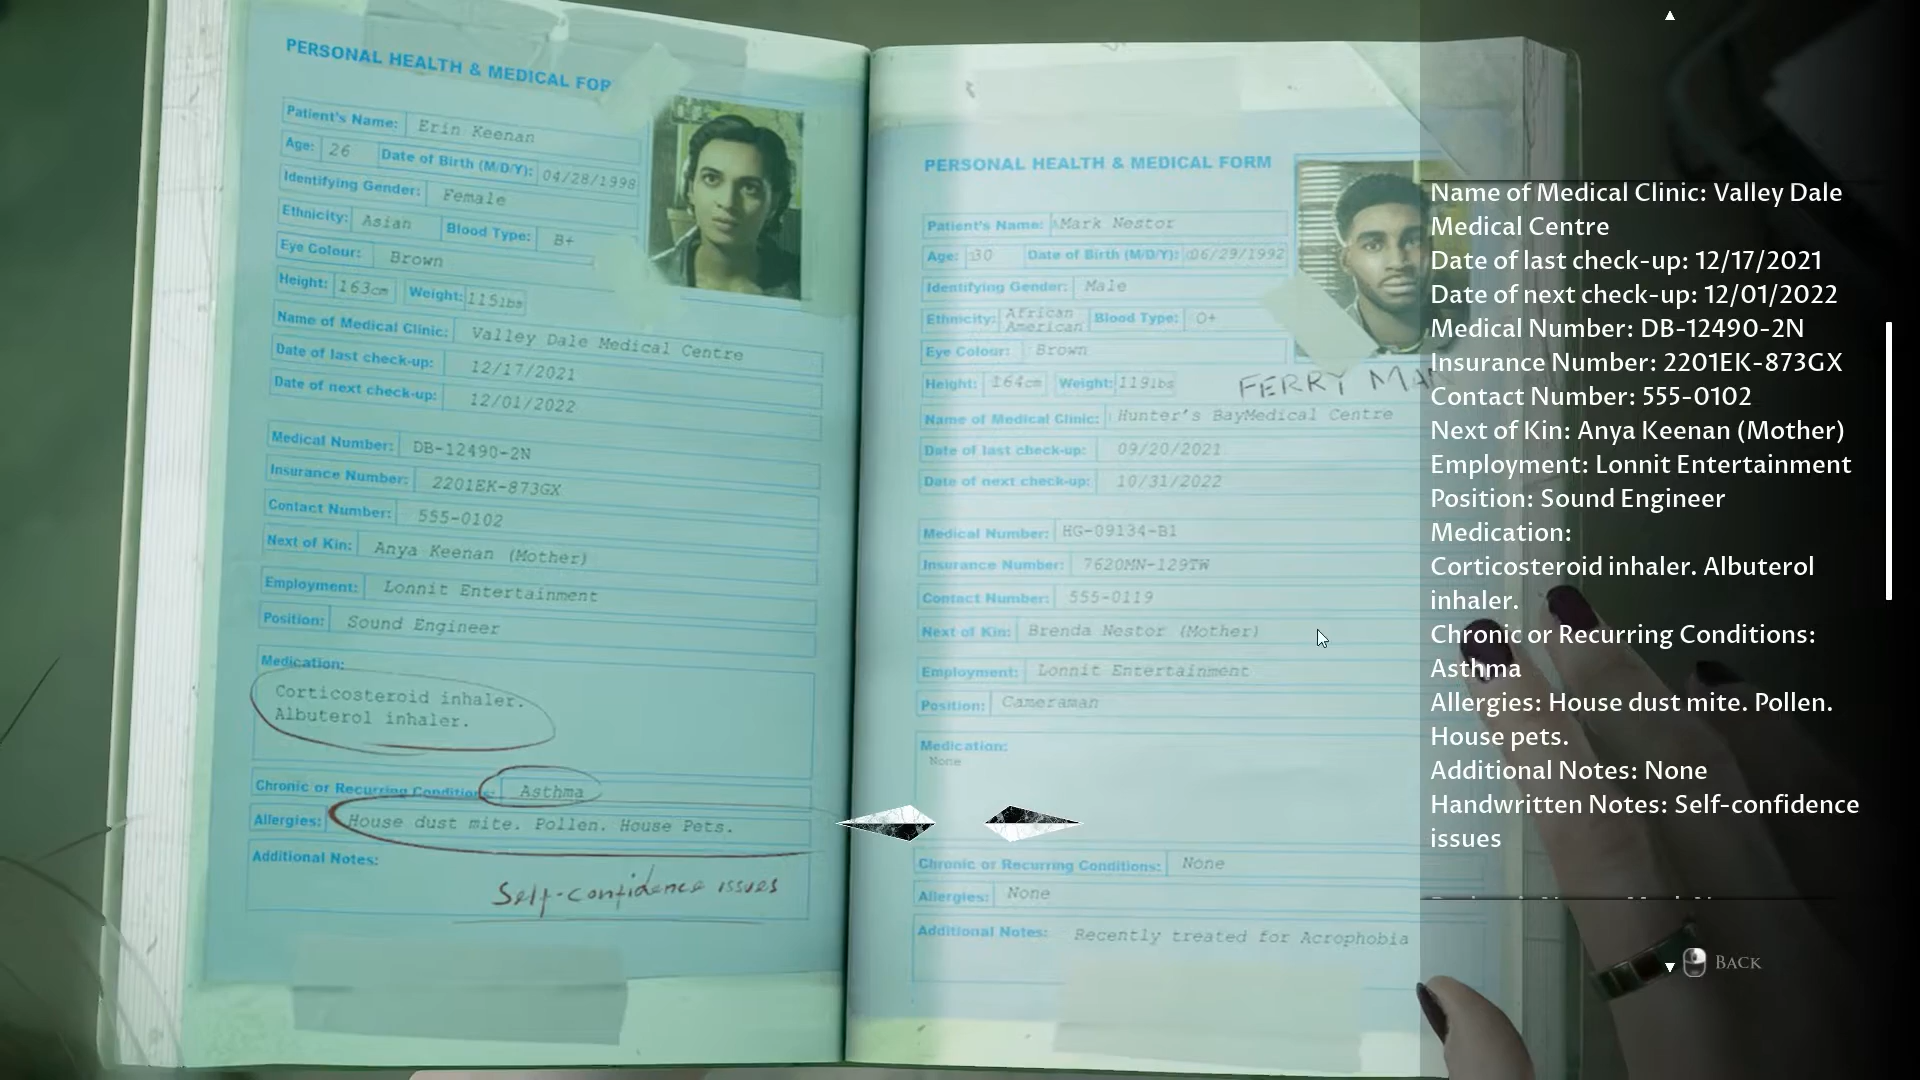 PERSONAL HEALTH & MEDICAL FOR
Patient's Name: Erin Keenan
Age: 26 Date of Birth (M/D/Y): 04/28/1998
Identifying Gender: Female
Ethnicity: Asian Blood Type: B+
Eye Colour: Brown
Height: 163cm Weight: 115lbs
Name of Medical Clinic: Valley Dale Medical Centre
Date of last check-up: 12/17/2021
Date of next check-up: 12/01/2022
Medical Number: DB-12490-2N
Insurance Number: 2201EK-873GX
Contact Number: 555-0102
Next of Kin: Anya Keenan (Mother)
Employment: Lonnit Entertainment
Position: Sound Engineer
Medication:
Corticosteroid inhaler.
Albuterol inhaler.
Chronic or Recurring Conditions: Asthma
Allergies: House dust mite. Pollen. House Pets.
Additional Notes:
Self-confidence issues
PERSONAL HEALTH & MEDICAL FORM
Patient's Name: Mark Nestor
Age: 30 Date of Birth (M/D/Y): 06/29/1992
Identifying Gender: Male
Ethnicity: African American Blood Type: O+
Eye Colour: Brown
Height: 164cm Weight: 119lbs
FERRY MAN
Name of Medical Clinic: Hunter's BayMedical Centre
Date of last check-up: 09/20/2021
Date of next check-up: 10/31/2022
Medical Number: HG-09134-B1
Insurance Number: 7620MN-129TW
Contact Number: 555-0119
Next of Kin: Brenda Nestor (Mother)
Employment: Lonnit Entertainment
Position: Cameraman
Medication:
None
Chronic or Recurring Conditions: None
Allergies: None
Additional Notes: Recently treated for Acrophobia
Name of Medical Clinic: Valley Dale
Medical Centre
Date of last check-up: 12/17/2021
Date of next check-up: 12/01/2022
Medical Number: DB-12490-2N
Insurance Number: 2201EK-873GX
Contact Number: 555-0102
Next of Kin: Anya Keenan (Mother)
Employment: Lonnit Entertainment
Position: Sound Engineer
Medication:
Corticosteroid inhaler. Albuterol
inhaler.
Chronic or Recurring Conditions:
Asthma
Allergies: House dust mite. Pollen.
House pets.
Additional Notes: None
Handwritten Notes: Self-confidence
issues
BACK